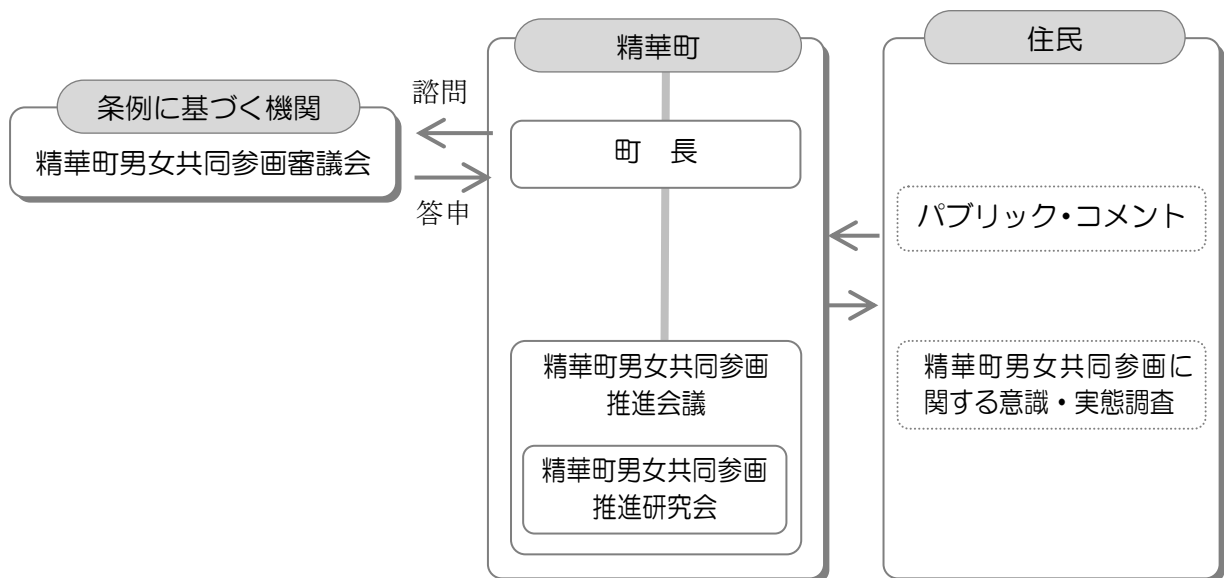 条例に基づく機関
精華町男女共同参画審議会
諮問
答申
精華町
町 長
精華町男女共同参画
推進会議
精華町男女共同参画
推進研究会
住民
パブリック・コメント
精華町男女共同参画に
関する意識・実態調査